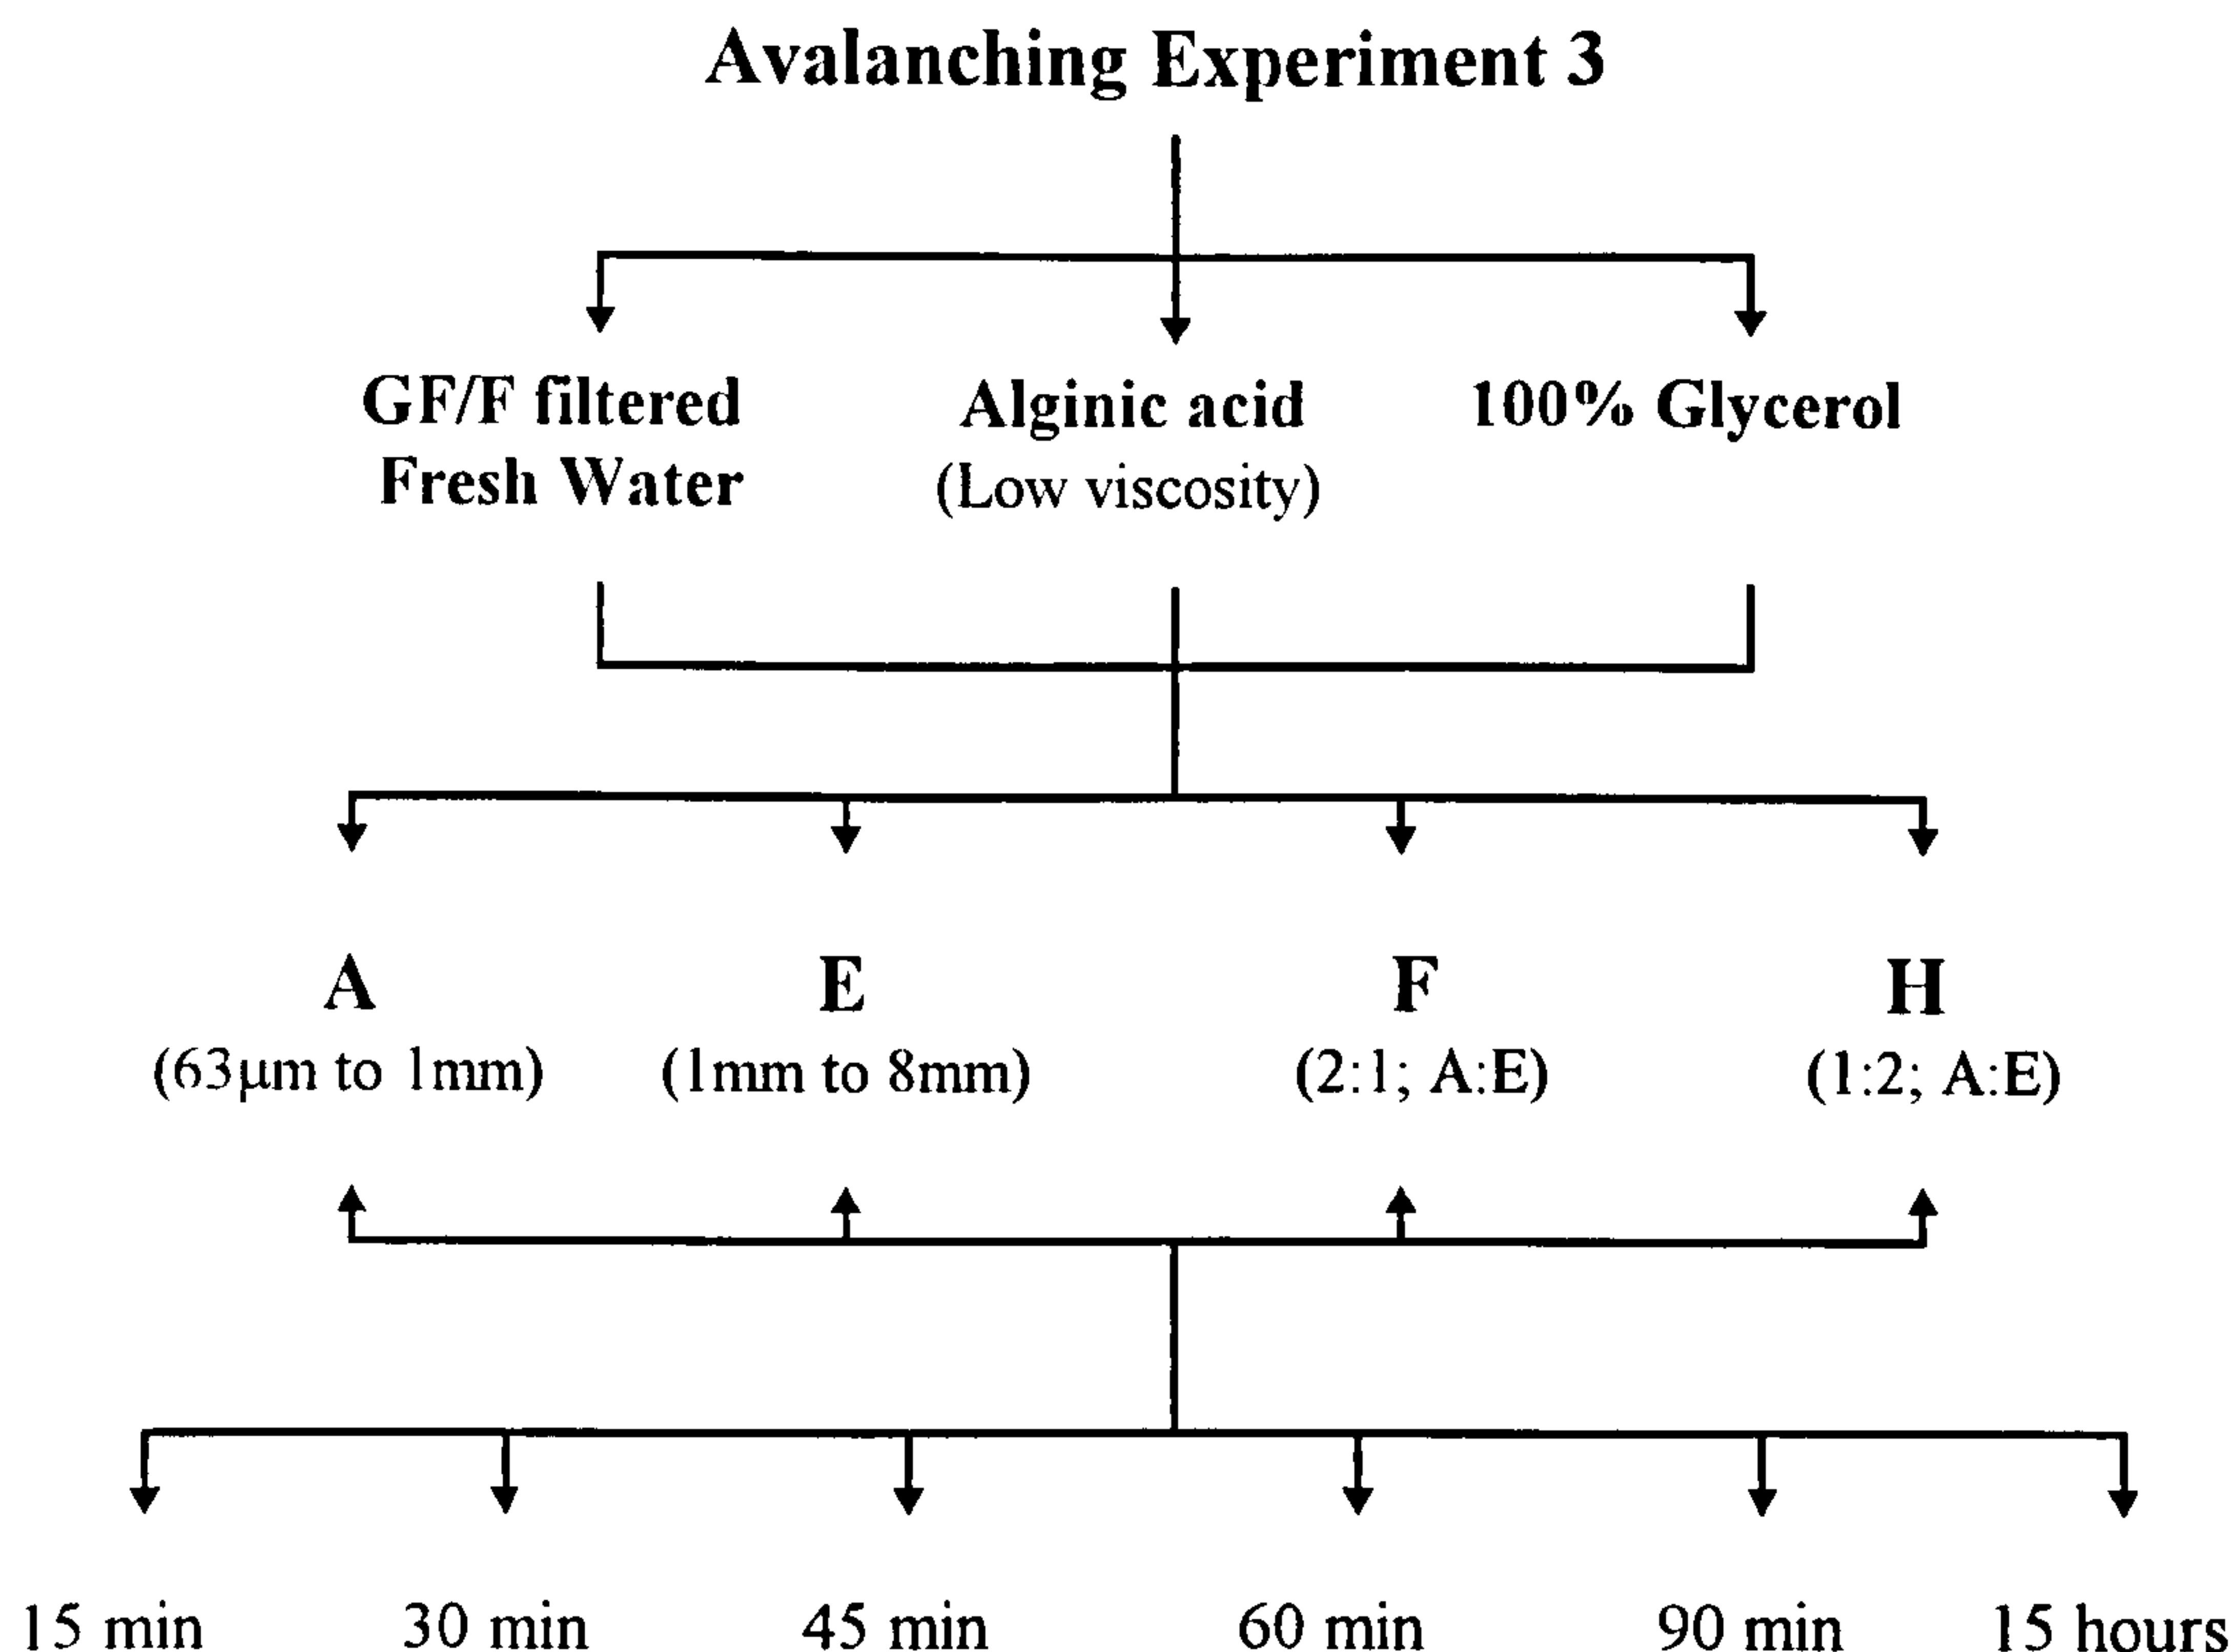 Avalanching Experiment 3
GF/F filtered
Fresh Water
Alginic acid
(Low viscosity)
100% Glycerol
A
(63µm to 1mm)
E
(1mm to 8mm)
F
(2:1; A:E)
H
(1:2; A:E)
15 min
30 min
45 min
60 min
90 min
15 hours